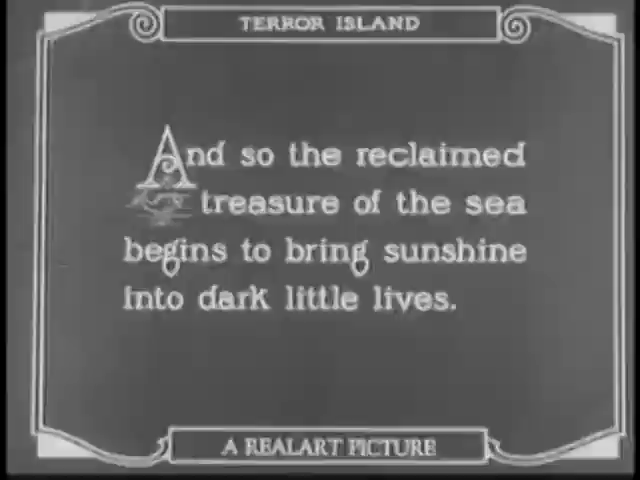 TERROR ISLAND
And so the reclaimed
treasure of the sea
begins to bring sunshine
into dark little lives.
A REALART PICTURE